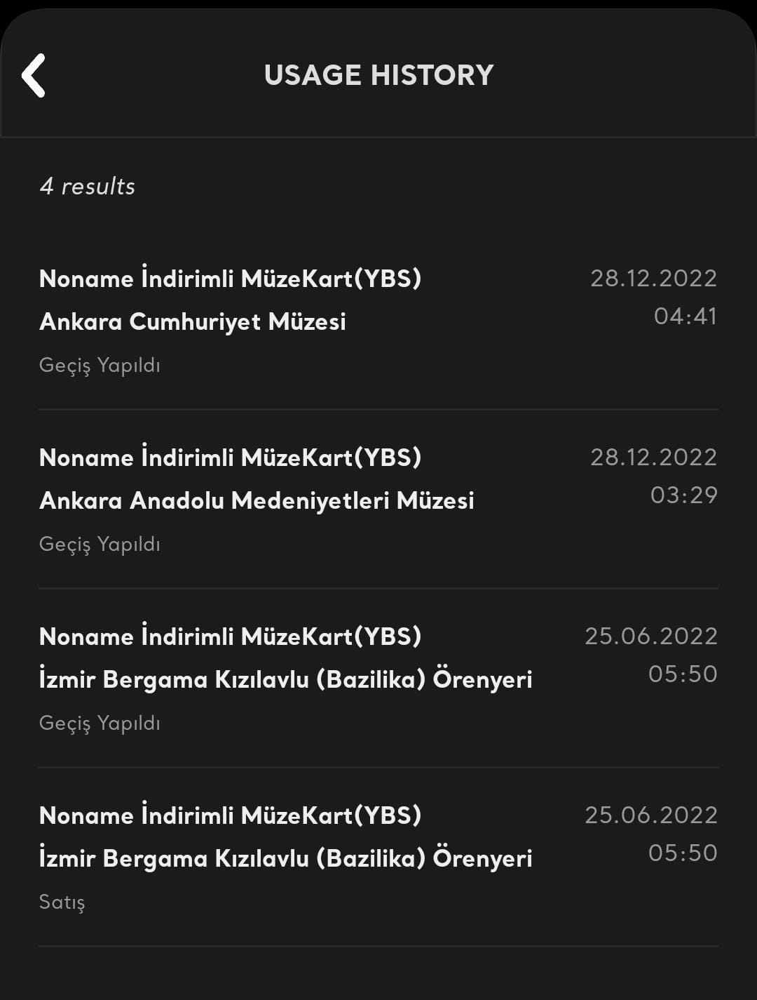 USAGE HISTORY
4 results
Noname İndirimli MüzeKart(YBS)
28.12.2022
Ankara Cumhuriyet Müzesi
04:41
Geçiş Yapıldı
Noname İndirimli MüzeKart(YBS)
28.12.2022
Ankara Anadolu Medeniyetleri Müzesi
03:29
Geçiş Yapıldı
Noname İndirimli MüzeKart(YBS)
25.06.2022
İzmir Bergama Kızılavlu (Bazilika) Örenyeri
05:50
Geçiş Yapıldı
Noname İndirimli MüzeKart(YBS)
25.06.2022
İzmir Bergama Kızılavlu (Bazilika) Örenyeri
05:50
Satış